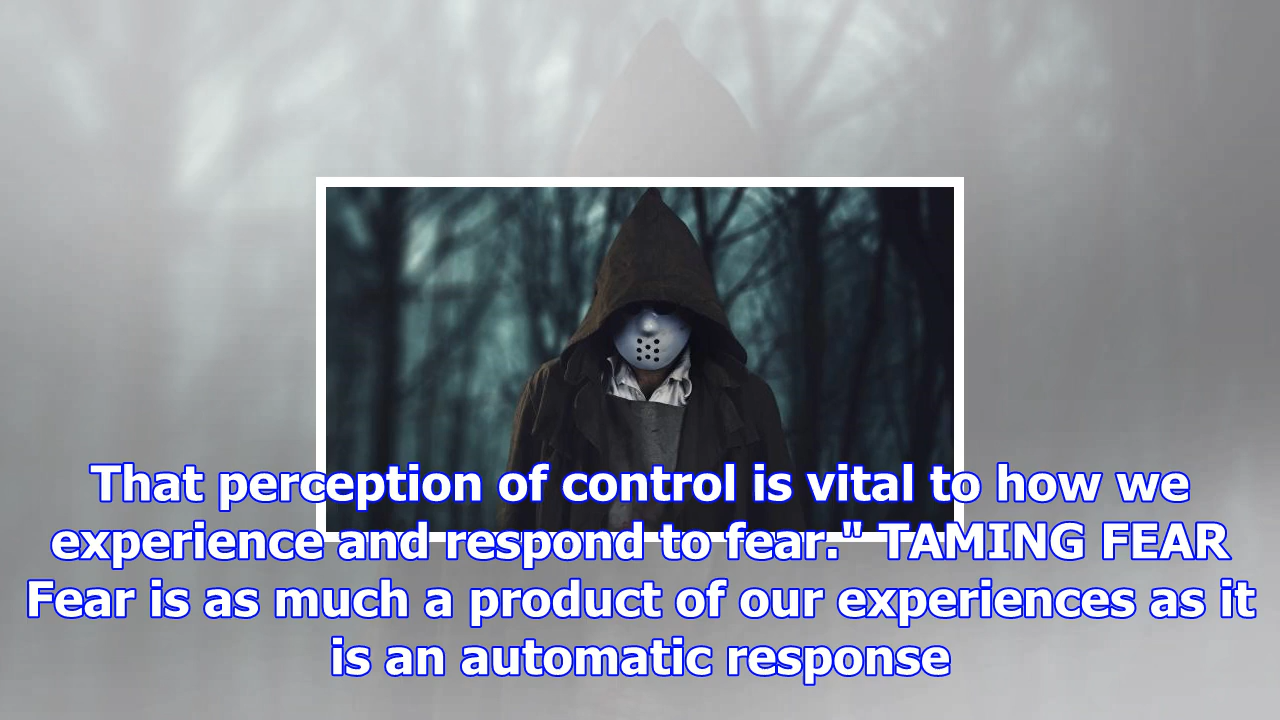 That perception of control is vital to how we
experience and respond to fear." TAMING FEAR
Fear is as much a product of our experiences as it
is an automatic response